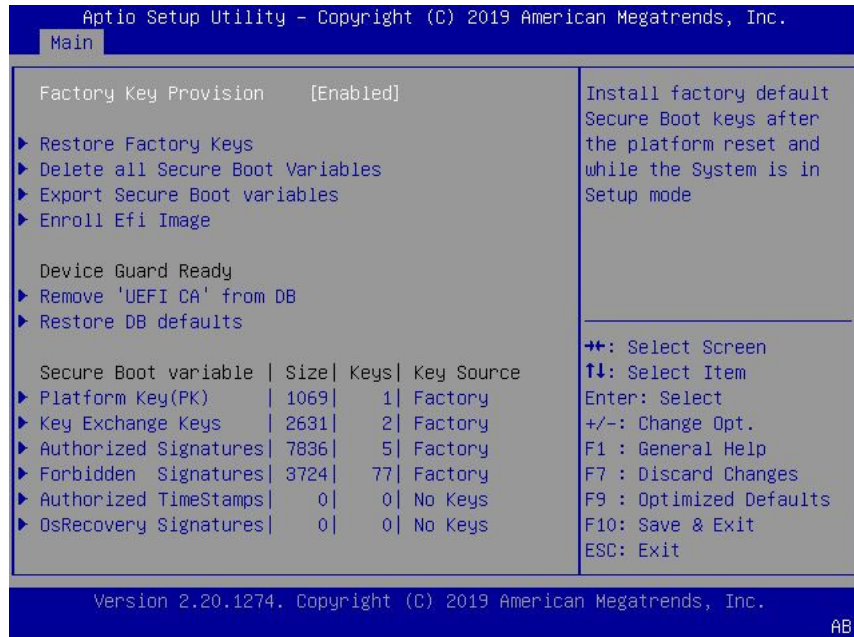 Aptio Setup Utility – Copyright (C) 2019 American Megatrends, Inc.
Main
Factory Key Provision [Enabled]
Restore Factory Keys
Delete all Secure Boot Variables
Export Secure Boot variables
Enroll Efi Image
Device Guard Ready
Remove 'UEFI CA' from DB
Restore DB defaults
Secure Boot variable | Size| Keys| Key Source
Platform Key(PK) | 1069| 1| Factory
Key Exchange Keys | 2631| 2| Factory
Authorized Signatures| 7836| 5| Factory
Forbidden Signatures| 3724| 77| Factory
Authorized TimeStamps| 0| 0| No Keys
OsRecovery Signatures| 0| 0| No Keys
Install factory default
Secure Boot keys after
the platform reset and
while the System is in
Setup mode
→←: Select Screen
↑↓: Select Item
Enter: Select
+/-: Change Opt.
F1 : General Help
F7 : Discard Changes
F9 : Optimized Defaults
F10: Save & Exit
ESC: Exit
Version 2.20.1274. Copyright (C) 2019 American Megatrends, Inc.
AB